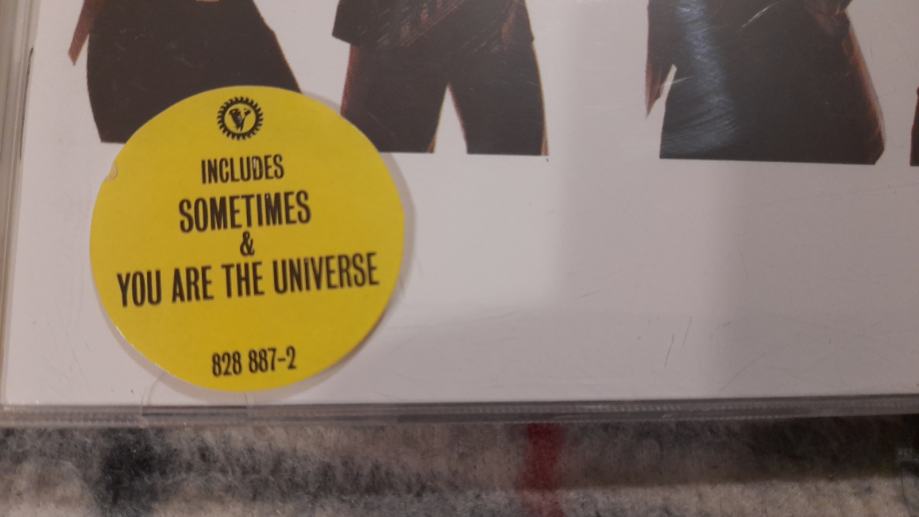 INCLUDES
SOMETIMES
&
YOU ARE THE UNIVERSE
828 887-2